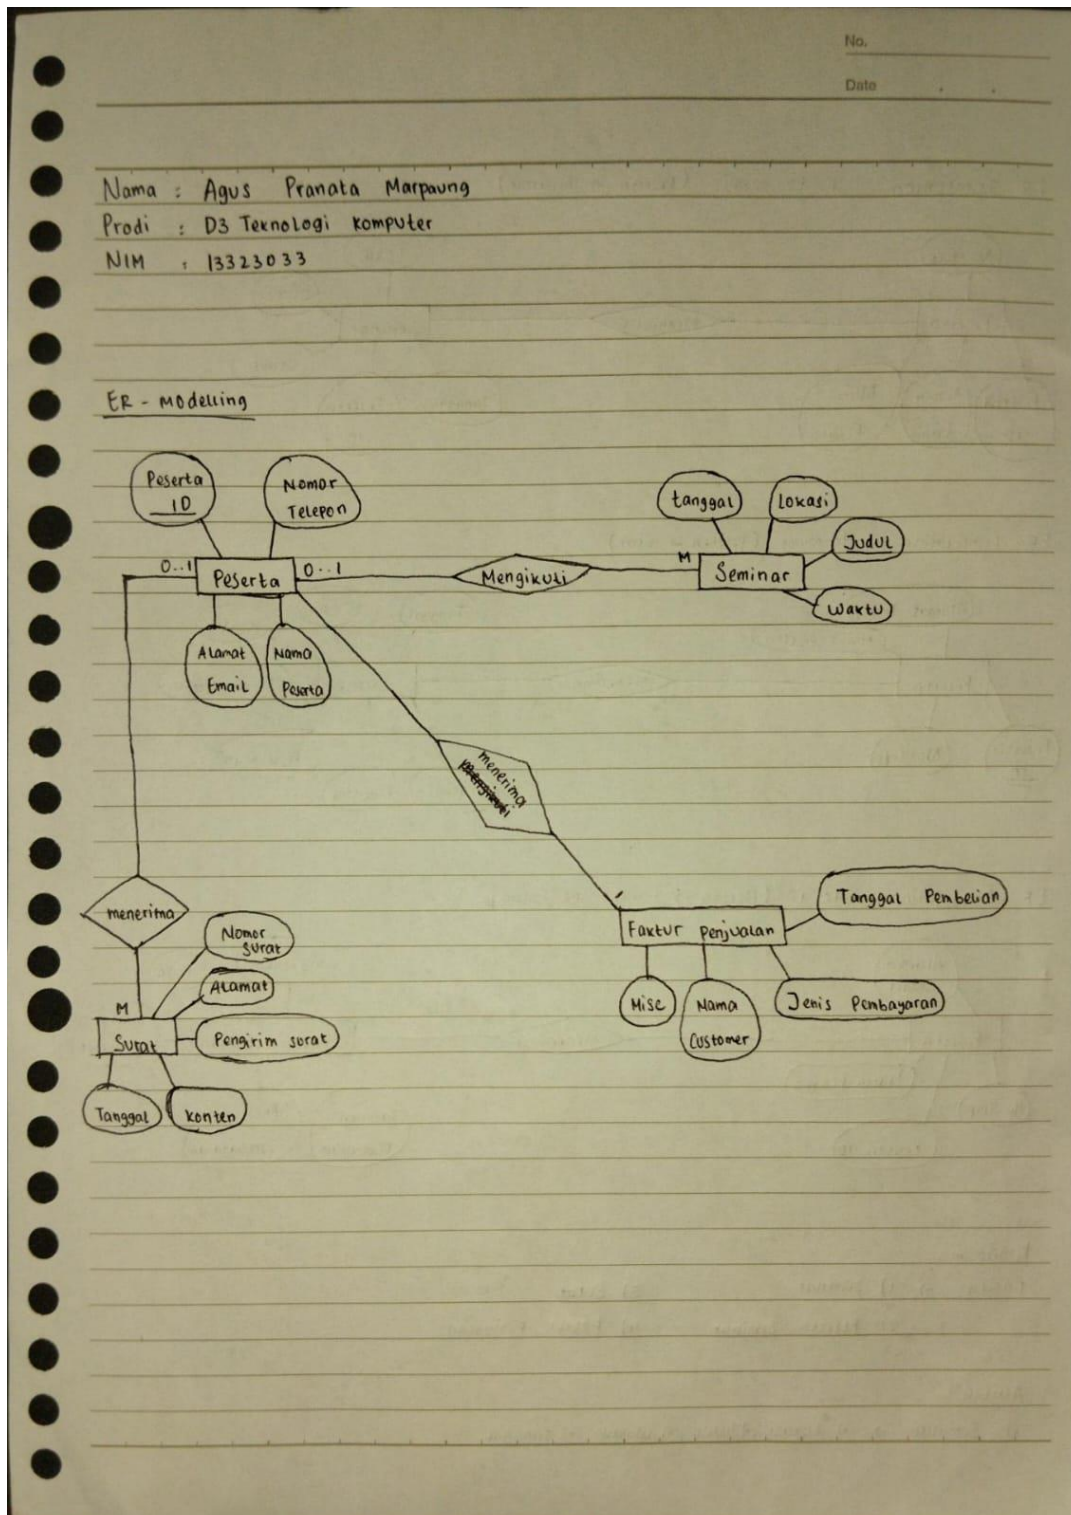 No.
Date
Nama : Agus Pranata Marpaung
Prodi : D3 Teknologi Komputer
NIM : 13323033
ER - Modelling
Peserta
ID
Nomor
Telepon
tanggal
Lokasi
Judul
0..1
Peserta
0..1
Mengikuti
M
Seminar
Waktu
Alamat
Email
Nama
Peserta
menerima
Tanggal Pembelian
menerima
Faktur Penjualan
Nomor
Surat
Alamat
Misc
Nama
Customer
Jenis Pembayaran
M
Surat
Pengirim surat
Tanggal
Konten